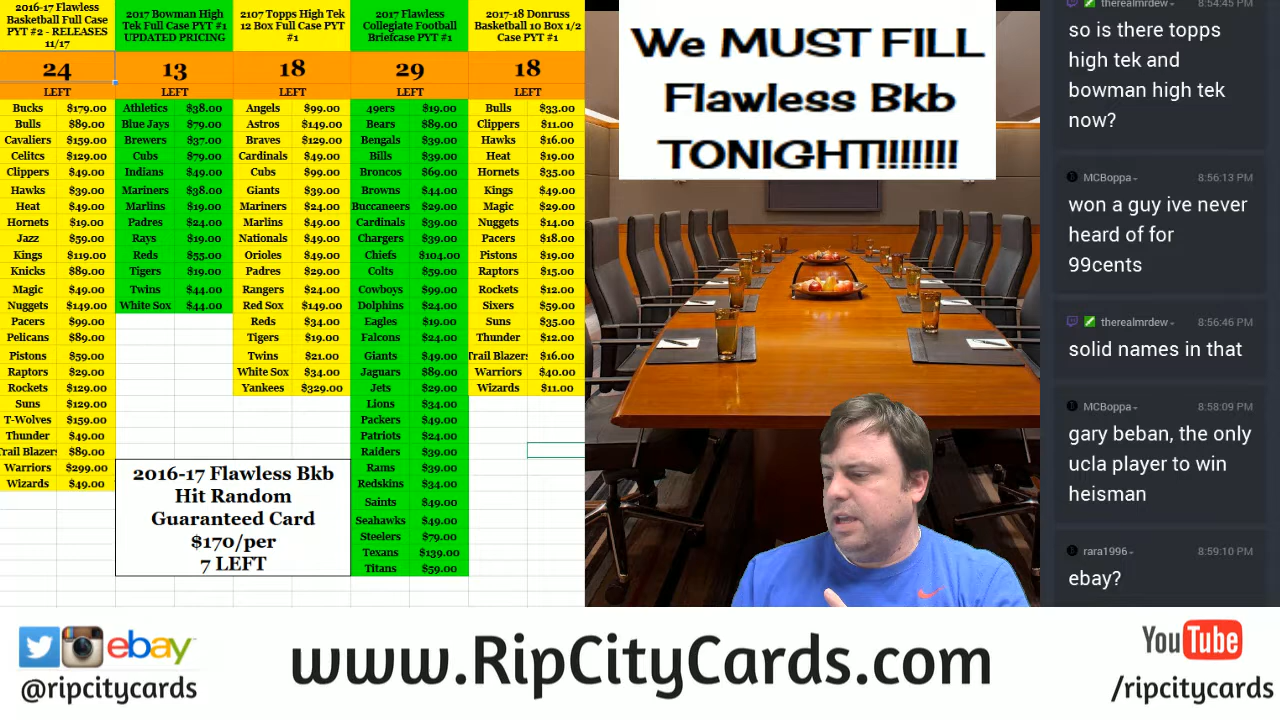 2016-17 Flawless
Basketball Full Case
PYT #2 - RELEASES
11/17
24
LEFT
Bucks $179.00
Bulls $89.00
Cavaliers $159.00
Celitcs $129.00
Clippers $49.00
Hawks $39.00
Heat $49.00
Hornets $19.00
Jazz $59.00
Kings $119.00
Knicks $89.00
Magic $49.00
Nuggets $149.00
Pacers $99.00
Pelicans $89.00
Pistons $59.00
Raptors $29.00
Rockets $129.00
Suns $129.00
T-Wolves $159.00
Thunder $49.00
Trail Blazers $89.00
Warriors $299.00
Wizards $49.00
2017 Bowman High
Tek Full Case PYT #1
UPDATED PRICING
13
LEFT
Athletics $38.00
Blue Jays $79.00
Brewers $37.00
Cubs $79.00
Indians $49.00
Mariners $38.00
Marlins $19.00
Padres $24.00
Rays $19.00
Reds $55.00
Tigers $19.00
Twins $44.00
White Sox $44.00
2107 Topps High Tek
12 Box Full Case PYT
#1
18
LEFT
Angels $99.00
Astros $149.00
Braves $129.00
Cardinals $49.00
Cubs $99.00
Giants $39.00
Mariners $24.00
Marlins $49.00
Nationals $49.00
Orioles $49.00
Padres $29.00
Rangers $24.00
Red Sox $149.00
Reds $34.00
Tigers $19.00
Twins $21.00
White Sox $34.00
Yankees $329.00
2017 Flawless
Collegiate Football
Briefcase PYT #1
29
LEFT
49ers $19.00
Bears $89.00
Bengals $39.00
Bills $39.00
Broncos $69.00
Browns $44.00
Buccaneers $29.00
Cardinals $39.00
Chargers $39.00
Chiefs $104.00
Colts $59.00
Cowboys $99.00
Dolphins $24.00
Eagles $19.00
Falcons $24.00
Giants $49.00
Jaguars $89.00
Jets $29.00
Lions $34.00
Packers $49.00
Patriots $24.00
Raiders $39.00
Rams $39.00
Redskins $34.00
Saints $49.00
Seahawks $49.00
Steelers $79.00
Texans $139.00
Titans $59.00
2017-18 Donruss
Basketball 10 Box 1/2
Case PYT #1
18
LEFT
Bulls $33.00
Clippers $11.00
Hawks $16.00
Heat $19.00
Hornets $35.00
Kings $49.00
Magic $29.00
Nuggets $14.00
Pacers $18.00
Pistons $19.00
Raptors $15.00
Rockets $12.00
Sixers $59.00
Suns $35.00
Thunder $12.00
Trail Blazers $16.00
Warriors $40.00
Wizards $11.00
2016-17 Flawless Bkb
Hit Random
Guaranteed Card
$170/per
7 LEFT
We MUST FILL
Flawless Bkb
TONIGHT!!!!!!!
therealmrdew 8:54:45 PM
so is there topps
high tek and
bowman high tek
now?
MCBoppa 8:56:13 PM
won a guy ive never
heard of for
99cents
therealmrdew 8:56:46 PM
solid names in that
MCBoppa 8:58:09 PM
gary beban, the only
ucla player to win
heisman
rara1996 8:59:10 PM
ebay?
ebay
@ripcitycards
www.RipCityCards.com
YouTube
/ripcitycards